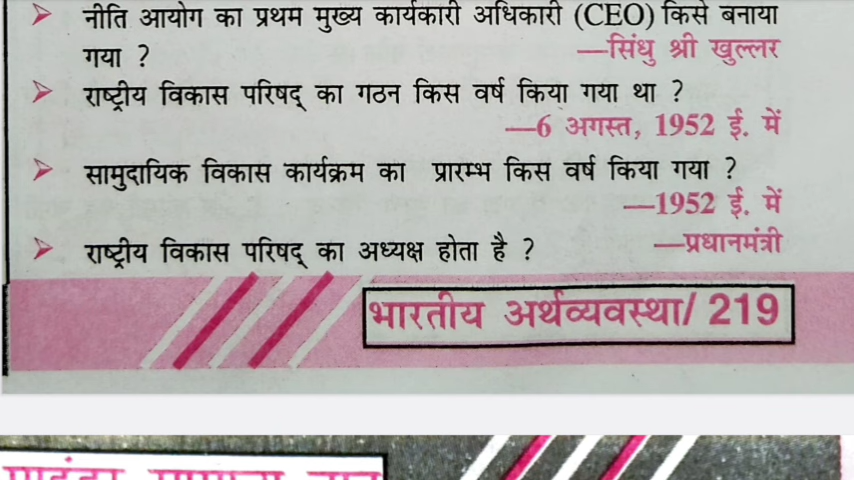 नीति आयोग का प्रथम मुख्य कार्यकारी अधिकारी (CEO) किसे बनाया
गया ? —सिंधु श्री खुल्लर
राष्ट्रीय विकास परिषद् का गठन किस वर्ष किया गया था ?
—6 अगस्त, 1952 ई. में
सामुदायिक विकास कार्यक्रम का प्रारम्भ किस वर्ष किया गया ?
—1952 ई. में
राष्ट्रीय विकास परिषद् का अध्यक्ष होता है ? —प्रधानमंत्री
भारतीय अर्थव्यवस्था/ 219